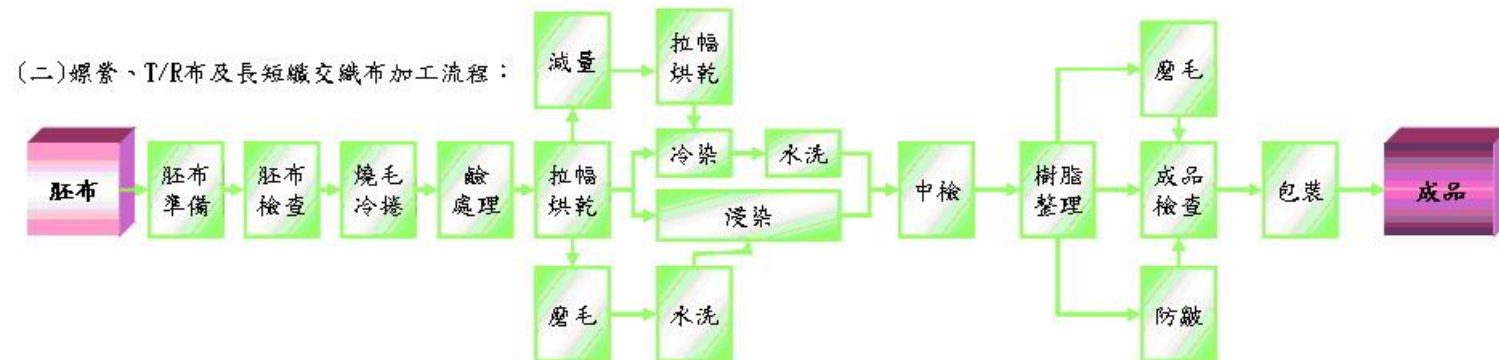 (二)嫘縈、T/R布及長短纖交織布加工流程：
減量
拉幅
烘乾
磨毛
胚布
胚布
準備
胚布
檢查
燒毛
冷捲
鹼
處理
拉幅
烘乾
冷染
水洗
浸染
中檢
樹脂
整理
成品
檢查
包裝
成品
磨毛
水洗
防皺